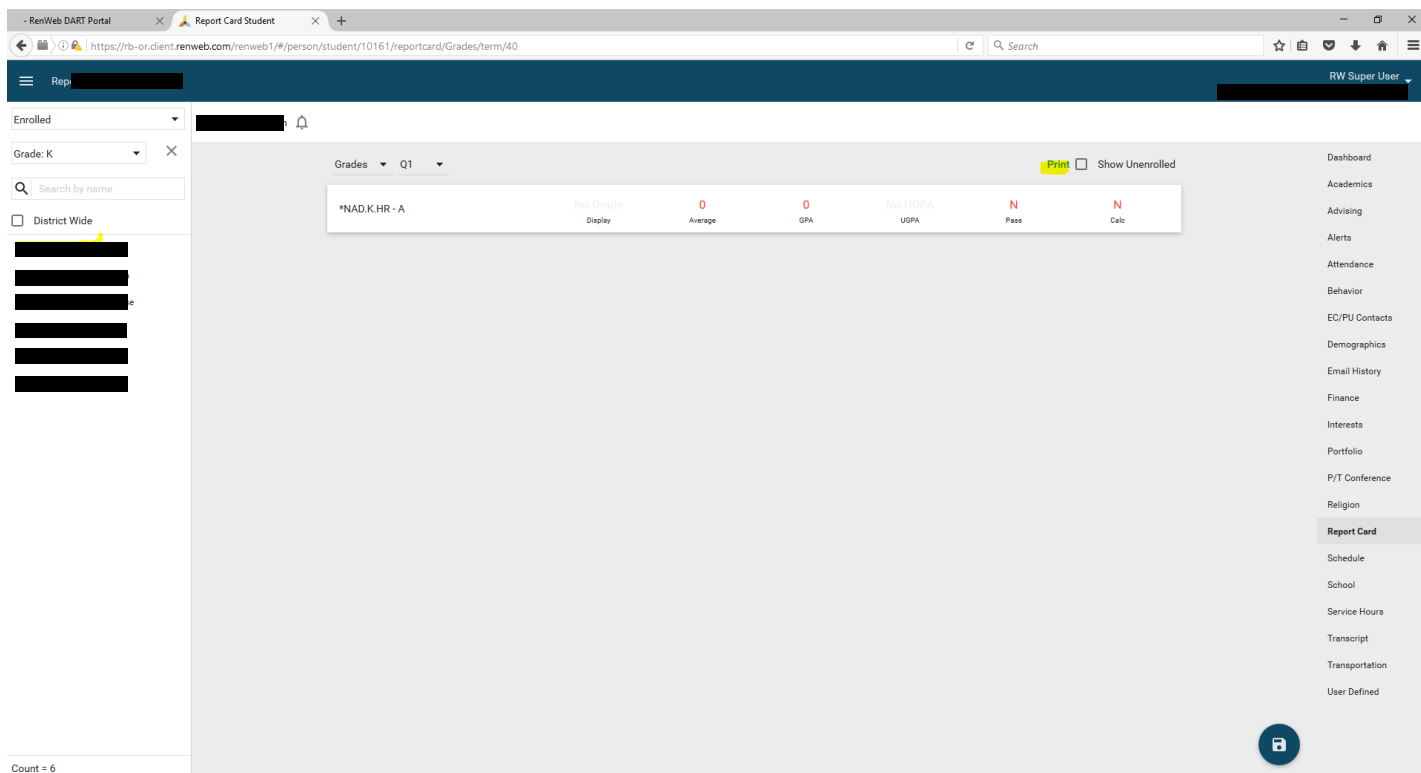 - RenWeb DART Portal
Report Card Student
https://rb-or.client.renweb.com/renweb1/#/person/student/10161/reportcard/Grades/term/40
Search
Rep
RW Super User
Enrolled
Grade: K
Search by name
District Wide
se
Count = 6
Grades
Q1
Print
Show Unenrolled
*NAD.K.HR - A
No Grade
Display
0
Average
0
GPA
No UGPA
UGPA
N
Pass
N
Calc
Dashboard
Academics
Advising
Alerts
Attendance
Behavior
EC/PU Contacts
Demographics
Email History
Finance
Interests
Portfolio
P/T Conference
Religion
Report Card
Schedule
School
Service Hours
Transcript
Transportation
User Defined